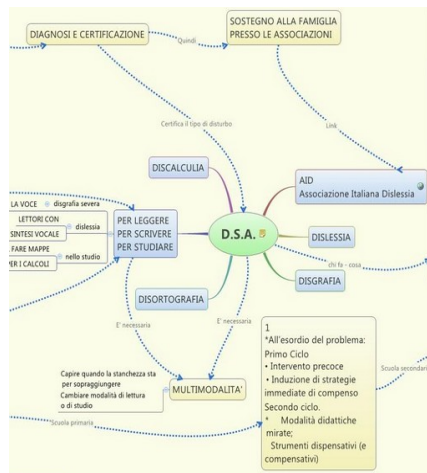 DIAGNOSI E CERTIFICAZIONE
Quindi
SOSTEGNO ALLA FAMIGLIA
PRESSO LE ASSOCIAZIONI
Certifica il tipo di disturbo
Link
DISCALCULIA
AID
Associazione Italiana Dislessia
LA VOCE
disgrafia severa
LETTORI CON
SINTESI VOCALE
dislessia
FARE MAPPE
PER I CALCOLI
nello studio
PER LEGGERE
PER SCRIVERE
PER STUDIARE
D.S.A.
DISLESSIA
chi fa - cosa
DISGRAFIA
DISORTOGRAFIA
E' necessaria
E' necessaria
Capire quando la stanchezza sta
per sopraggiungere
Cambiare modalità di lettura
o di studio
MULTIMODALITA'
1
*All'esordio del problema:
Primo Ciclo
• Intervento precoce
• Induzione di strategie
immediate di compenso
Secondo ciclo.
* Modalità didattiche
mirate;
Strumenti dispensativi (e
compensativi)
Scuola primaria
Scuola secondari